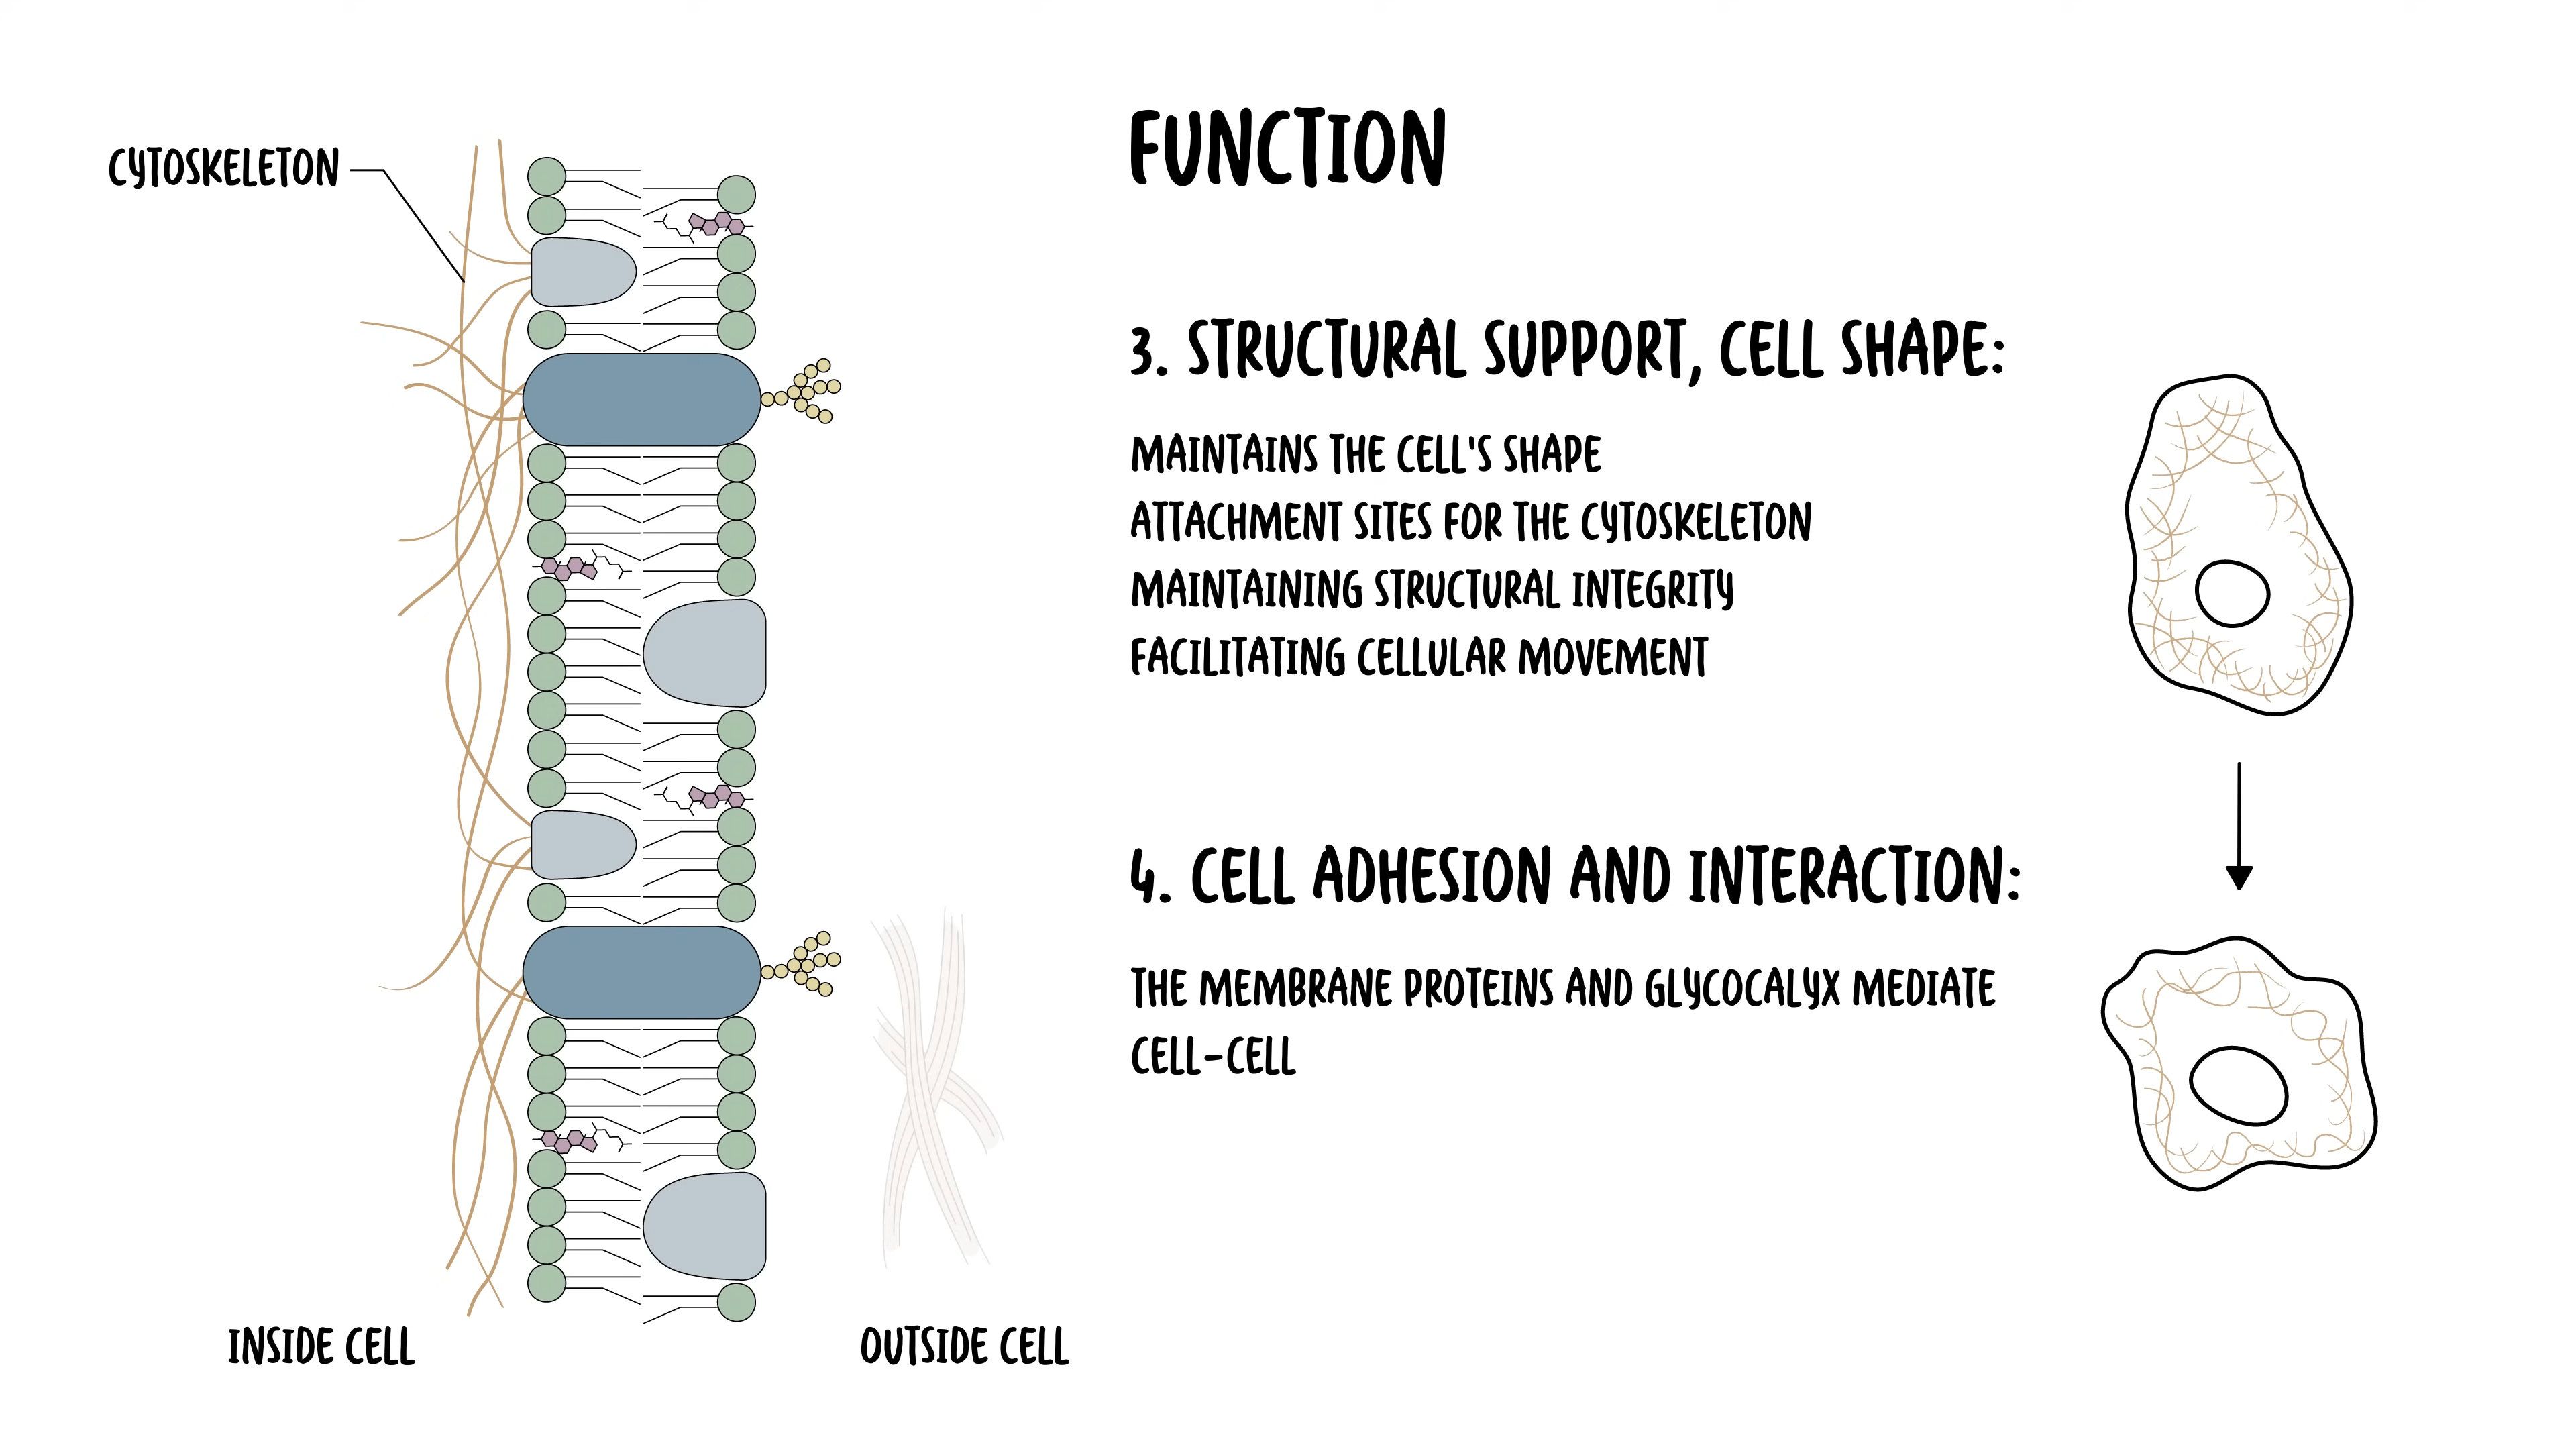 FUNCTION
CYTOSKELETON
3. STRUCTURAL SUPPORT, CELL SHAPE:
MAINTAINS THE CELL'S SHAPE
ATTACHMENT SITES FOR THE CYTOSKELETON
MAINTAINING STRUCTURAL INTEGRITY
FACILITATING CELLULAR MOVEMENT
4. CELL ADHESION AND INTERACTION:
THE MEMBRANE PROTEINS AND GLYCOCALYX MEDIATE
CELL-CELL
INSIDE CELL
OUTSIDE CELL